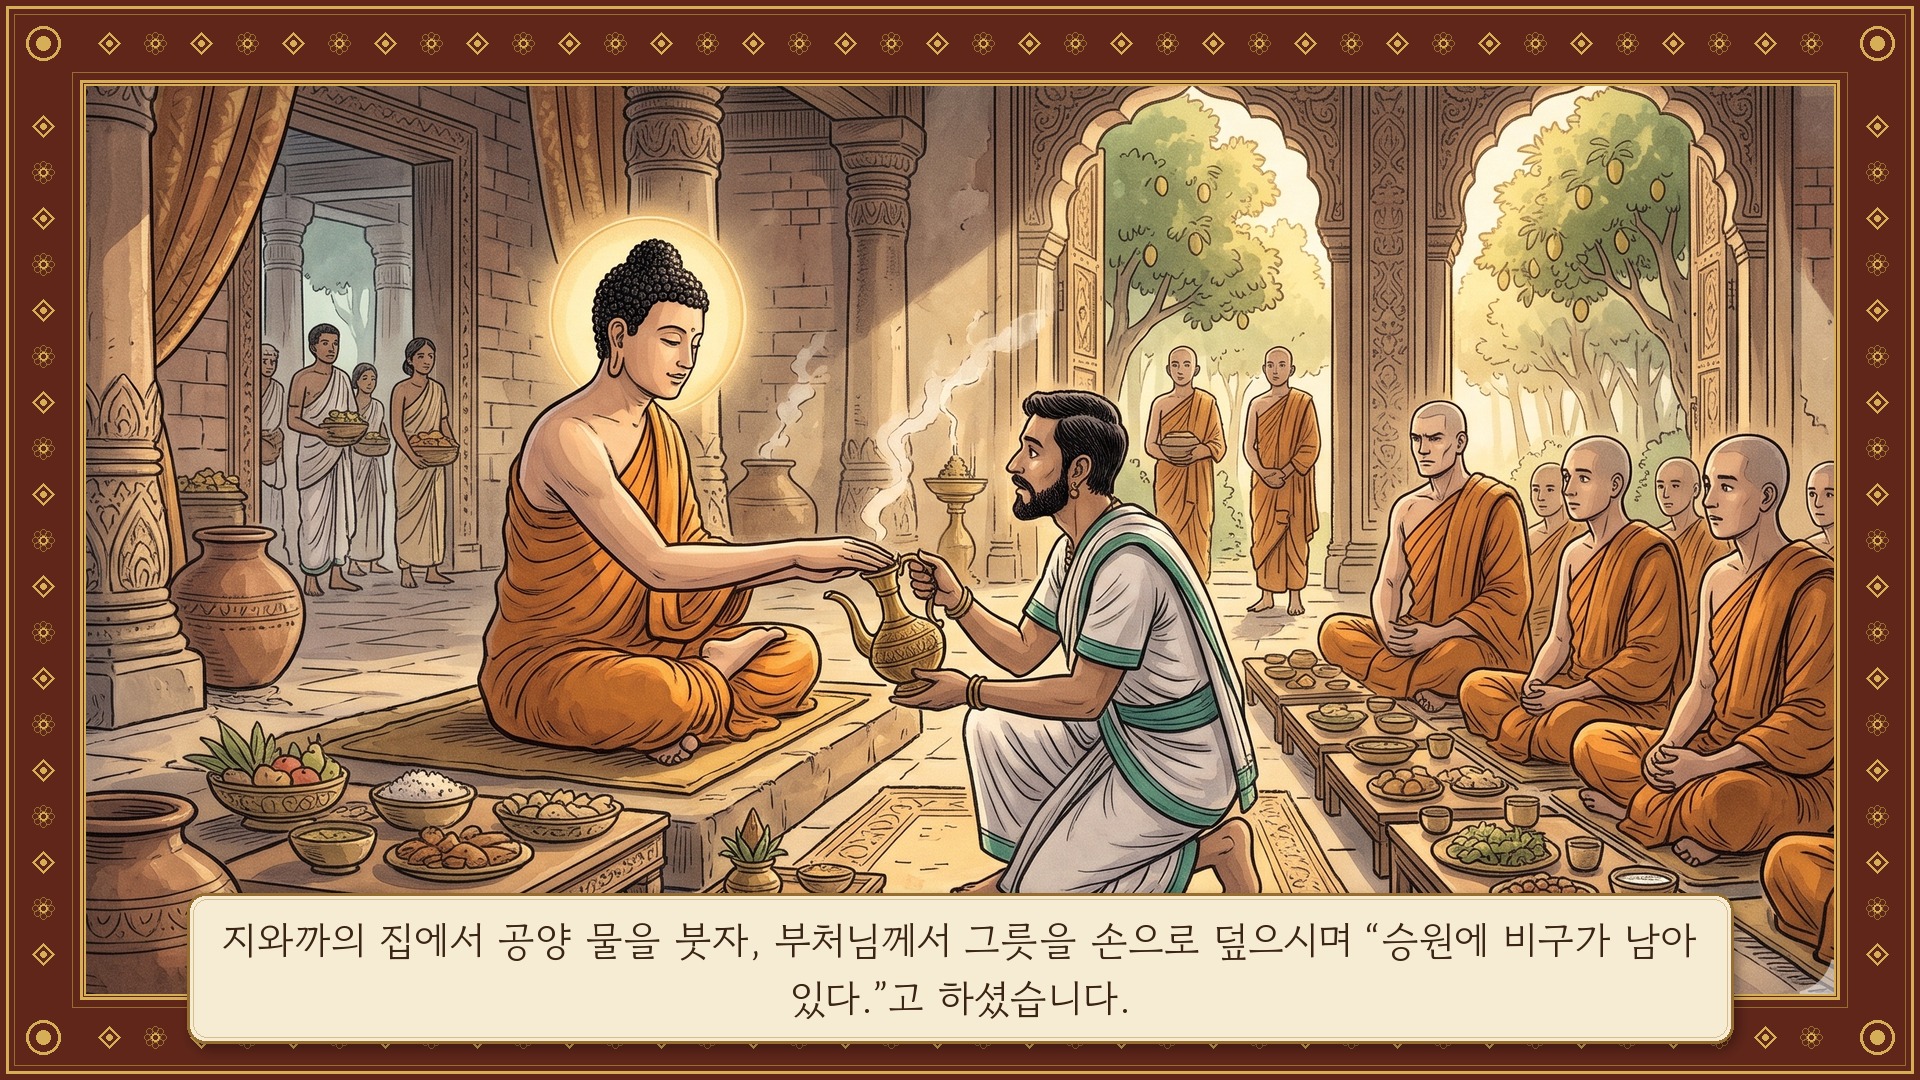 지와까의 집에서 공양 물을 붓자, 부처님께서 그릇을 손으로 덮으시며 “승원에 비구가 남아
있다.”고 하셨습니다.